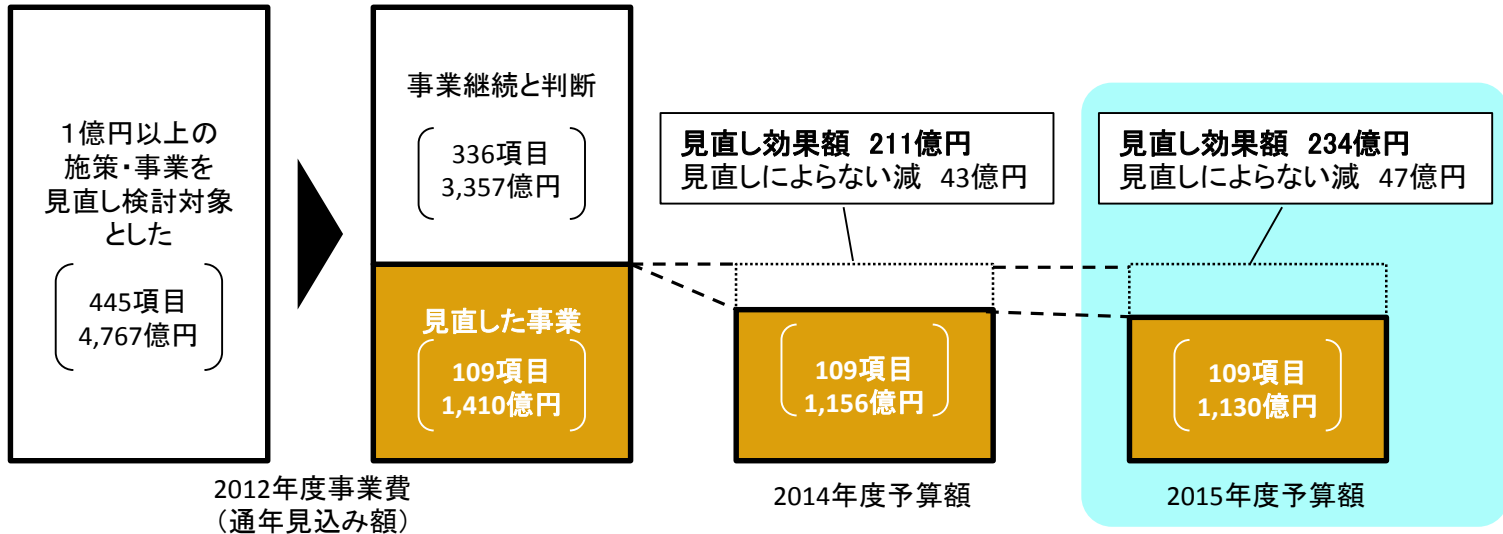 1億円以上の
施策・事業を
見直し検討対象
とした
445項目
4,767億円
事業継続と判断
336項目
3,357億円
見直した事業
109項目
1,410億円
2012年度事業費
（通年見込み額）
見直し効果額 211億円
見直しによらない減 43億円
109項目
1,156億円
2014年度予算額
見直し効果額 234億円
見直しによらない減 47億円
109項目
1,130億円
2015年度予算額